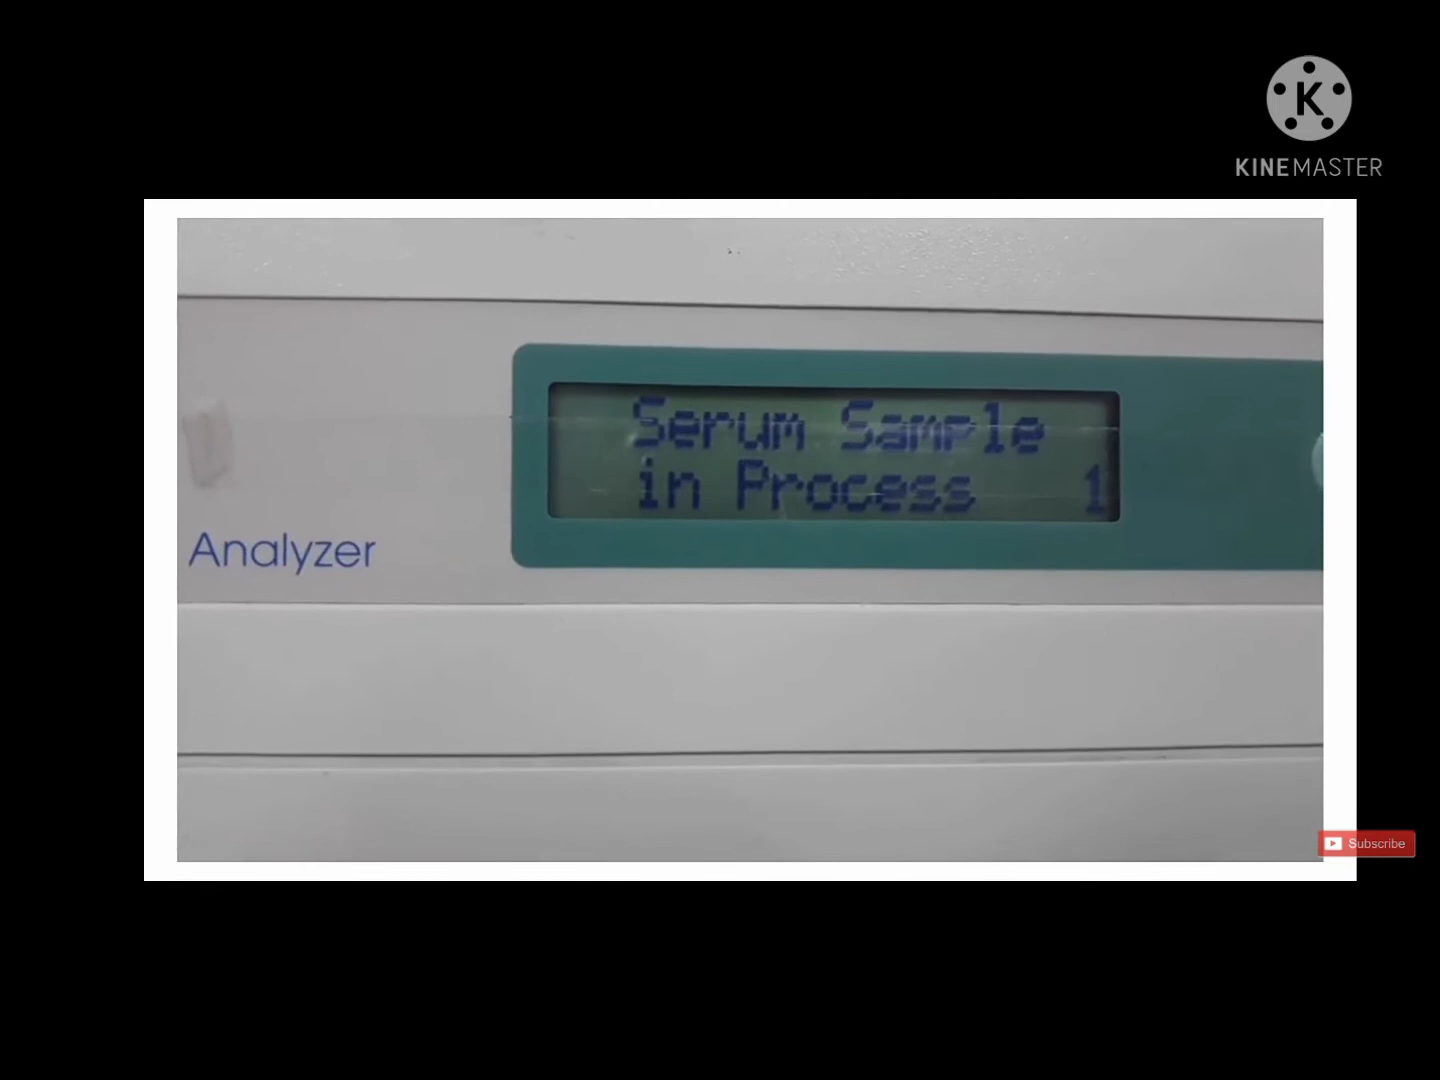 K
KINEMASTER
Serum Sample
in Process 1
Analyzer
Subscribe